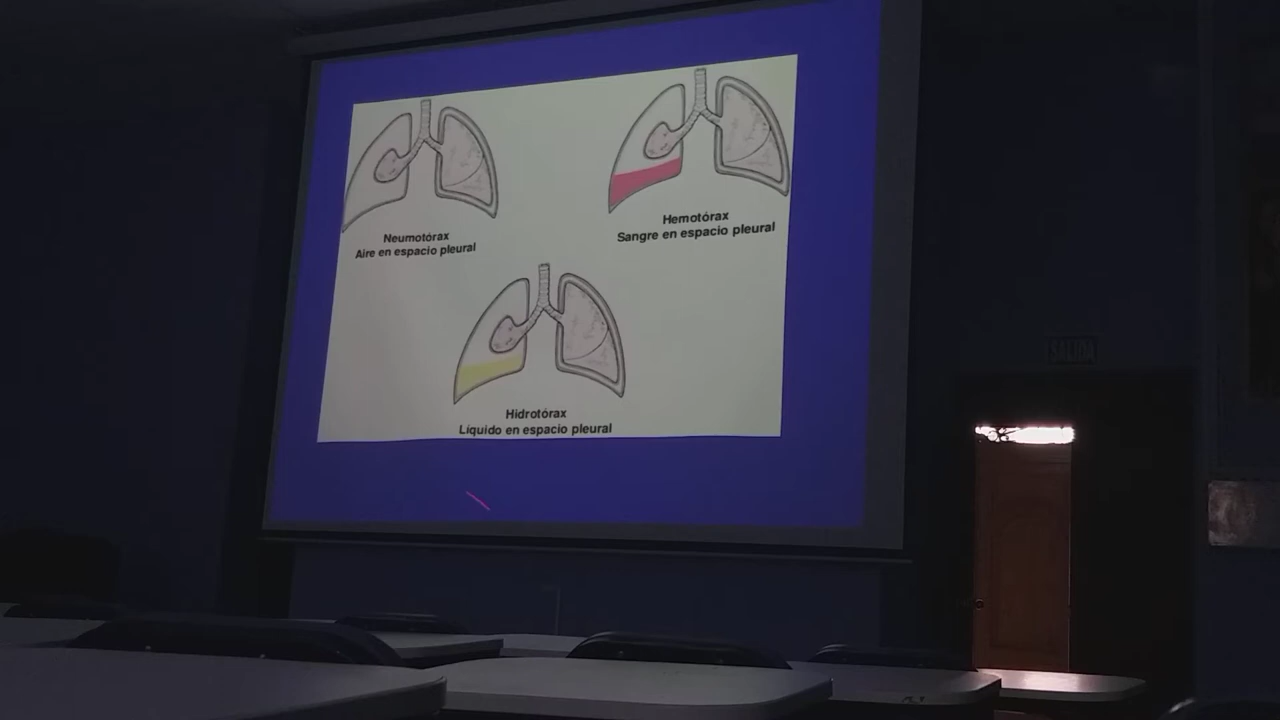 Neumotórax
Aire en espacio pleural
Hemotórax
Sangre en espacio pleural
Hidrotórax
Líquido en espacio pleural
SALIDA